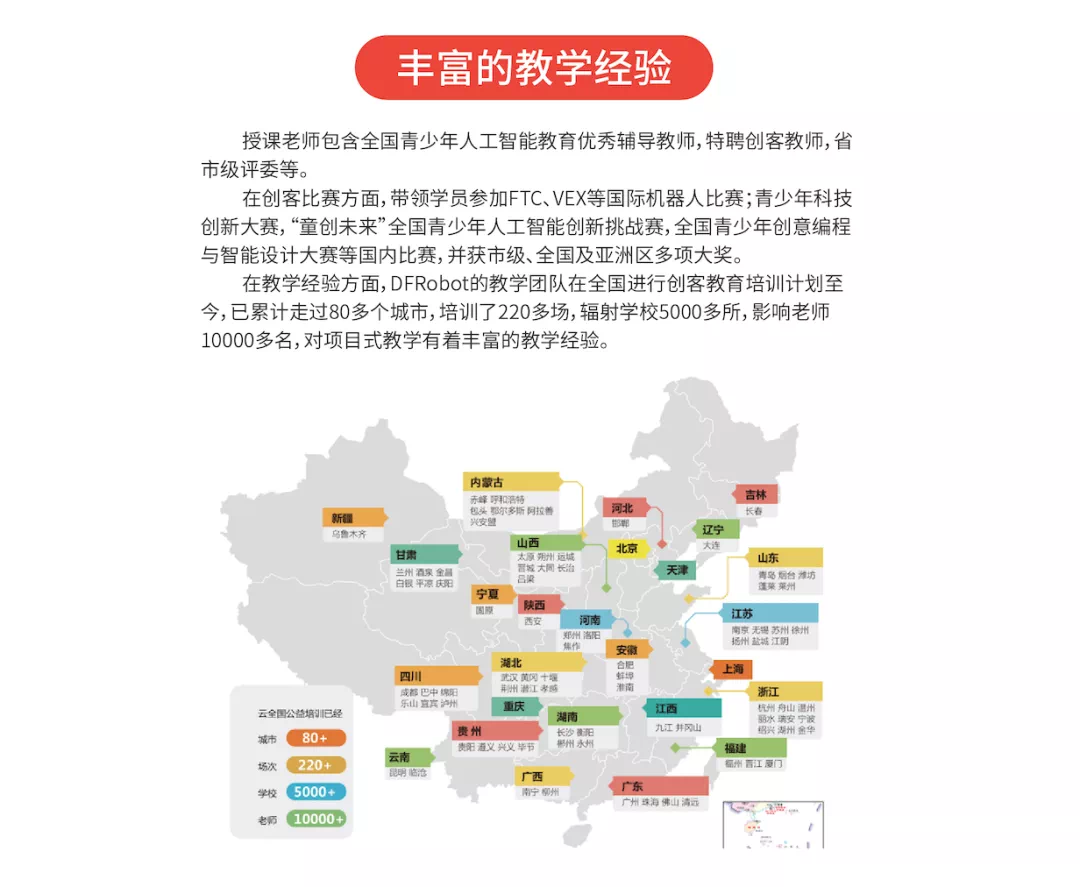 丰富的教学经验
授课老师包含全国青少年人工智能教育优秀辅导教师，特聘创客教师，省
市级评委等。
在创客比赛方面，带领学员参加FTC、VEX等国际机器人比赛；青少年科技
创新大赛，“童创未来”全国青少年人工智能创新挑战赛，全国青少年创意编程
与智能设计大赛等国内比赛，并获市级、全国及亚洲区多项大奖。
在教学经验方面，DFRobot的教学团队在全国进行创客教育培训计划至
今，已累计走过80多个城市，培训了220多场，辐射学校5000多所，影响老师
10000多名，对项目式教学有着丰富的教学经验。
内蒙古
赤峰 呼和浩特
包头 鄂尔多斯 阿拉善
兴安盟
吉林
长春
河北
邯郸
新疆
乌鲁木齐
辽宁
大连
山西
太原 朔州 运城
晋城 大同 长治
吕梁
北京
甘肃
兰州 酒泉 金昌
白银 平凉 庆阳
天津
山东
青岛 烟台 潍坊
蓬莱 莱州
宁夏
固原
陕西
西安
河南
郑州 洛阳
焦作
江苏
南京 无锡 苏州 徐州
扬州 盐城 江阴
安徽
合肥
蚌埠
淮南
湖北
武汉 黄冈 十堰
荆州 潜江 孝感
上海
四川
成都 巴中 绵阳
乐山 宜宾 泸州
浙江
杭州 舟山 温州
丽水 瑞安 宁波
绍兴 湖州 金华
重庆
湖南
长沙 衡阳
郴州 永州
江西
九江 井冈山
贵州
贵阳 遵义 兴义 毕节
云南
昆明 临沧
福建
福州 晋江 厦门
广西
南宁 柳州
广东
广州 珠海 佛山 清远
云全国公益培训已经
城市 80+
场次 220+
学校 5000+
老师 10000+